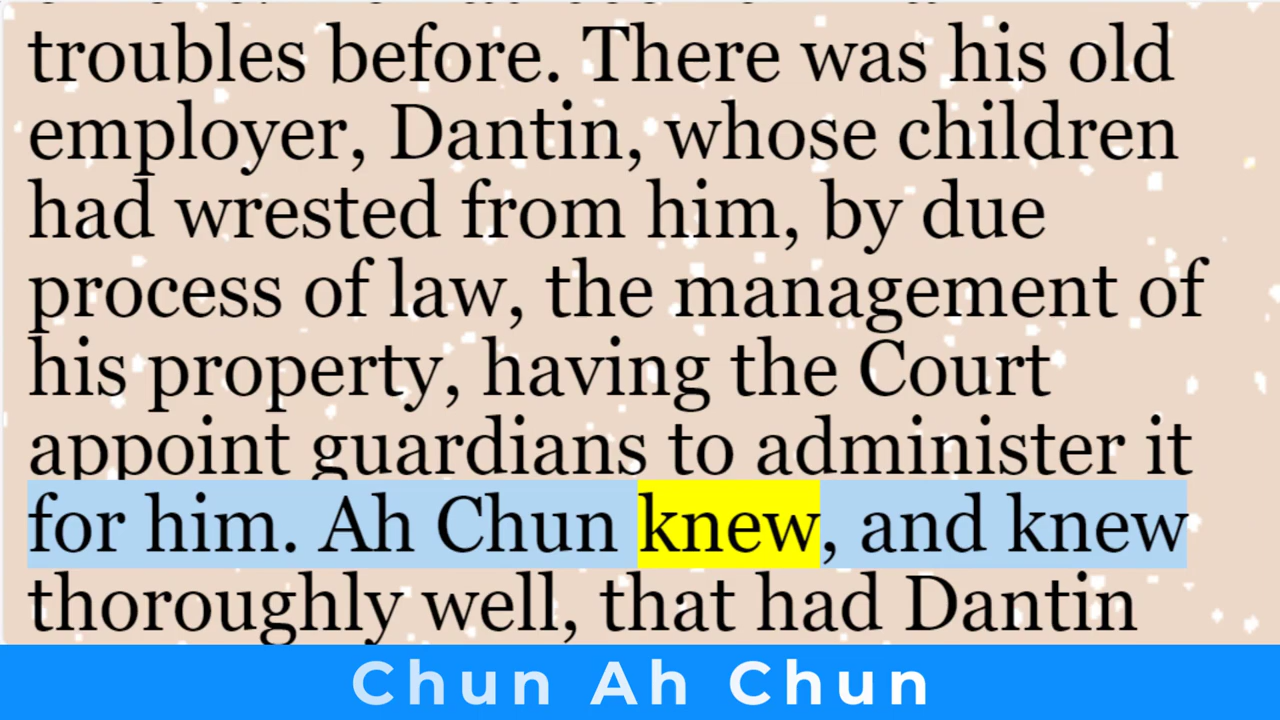 troubles before. There was his old
employer, Dantin, whose children
had wrested from him, by due
process of law, the management of
his property, having the Court
appoint guardians to administer it
for him. Ah Chun knew, and knew
thoroughly well, that had Dantin
Chun Ah Chun